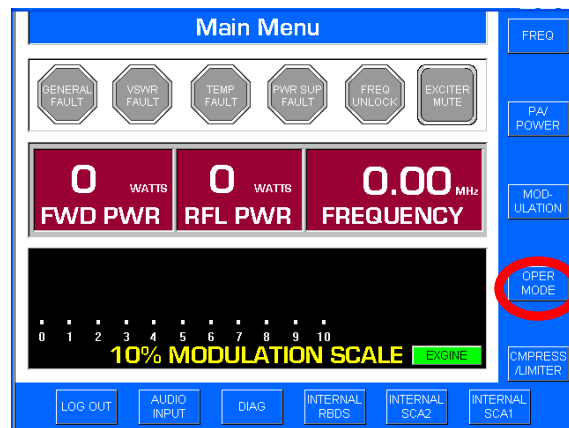 Main Menu
FREQ
GENERAL
FAULT
VSWR
FAULT
TEMP
FAULT
PWR SUP
FAULT
FREQ
UNLOCK
EXCITER
MUTE
PA/
POWER
0 WATTS
FWD PWR
0 WATTS
RFL PWR
0.00 MHz
FREQUENCY
MOD-
ULATION
OPER
MODE
0 1 2 3 4 5 6 7 8 9 10
10% MODULATION SCALE
EXGINE
CMPRESS
/LIMITER
LOG OUT
AUDIO
INPUT
DIAG
INTERNAL
RBDS
INTERNAL
SCA2
INTERNAL
SCA1